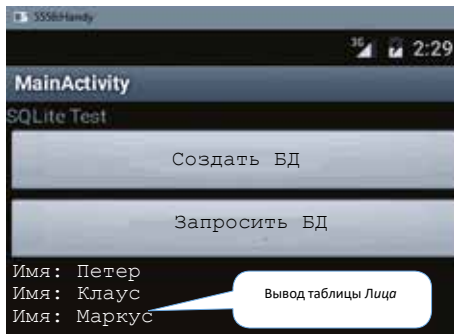 5556:Handy
3G 2:29
MainActivity
SQLite Test
Создать БД
Запросить БД
Имя: Петер
Имя: Клаус
Имя: Маркус
Вывод таблицы Лица